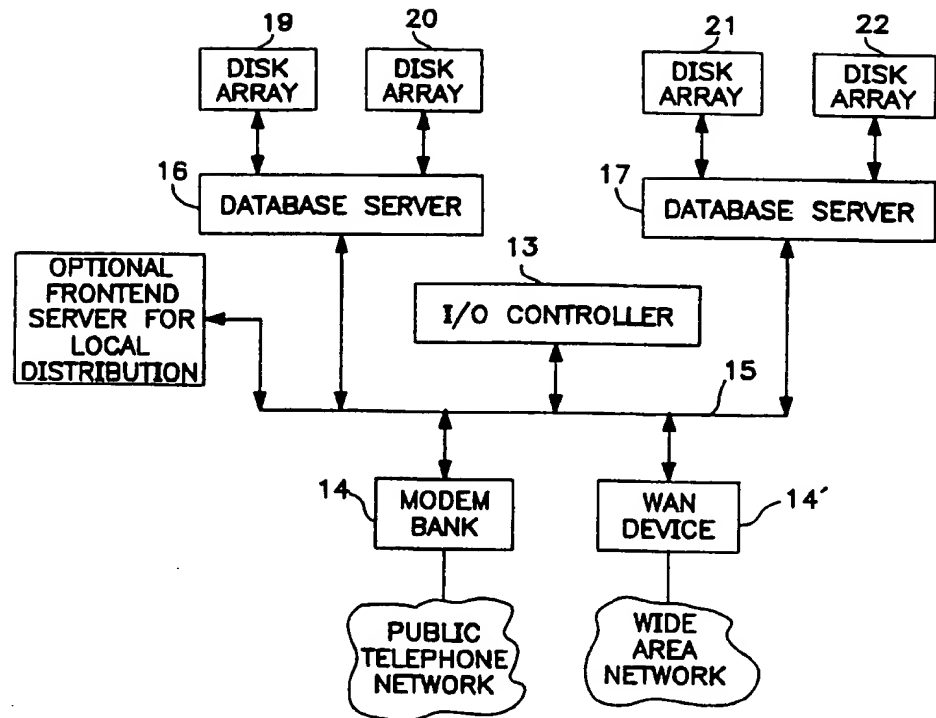 19
20
21
22
DISK
ARRAY
DISK
ARRAY
DISK
ARRAY
DISK
ARRAY
16
DATABASE SERVER
17
DATABASE SERVER
OPTIONAL
FRONTEND
SERVER FOR
LOCAL
DISTRIBUTION
13
I/O CONTROLLER
15
14
MODEM
BANK
WAN
DEVICE
14′
PUBLIC
TELEPHONE
NETWORK
WIDE
AREA
NETWORK